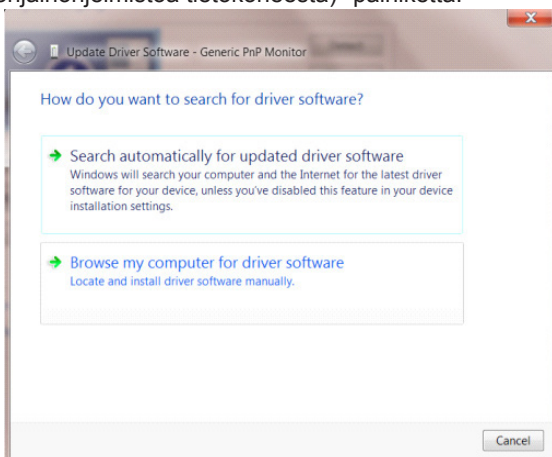 tietokoneesta)" painiketta.
Update Driver Software - Generic PnP Monitor
How do you want to search for driver software?
Search automatically for updated driver software
Windows will search your computer and the Internet for the latest driver
software for your device, unless you've disabled this feature in your device
installation settings.
Browse my computer for driver software
Locate and install driver software manually.
Cancel